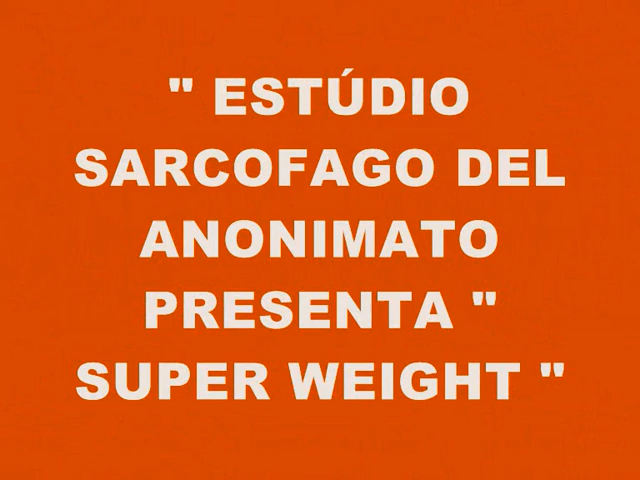 " ESTÚDIO
SARCOFAGO DEL
ANONIMATO
PRESENTA "
SUPER WEIGHT "